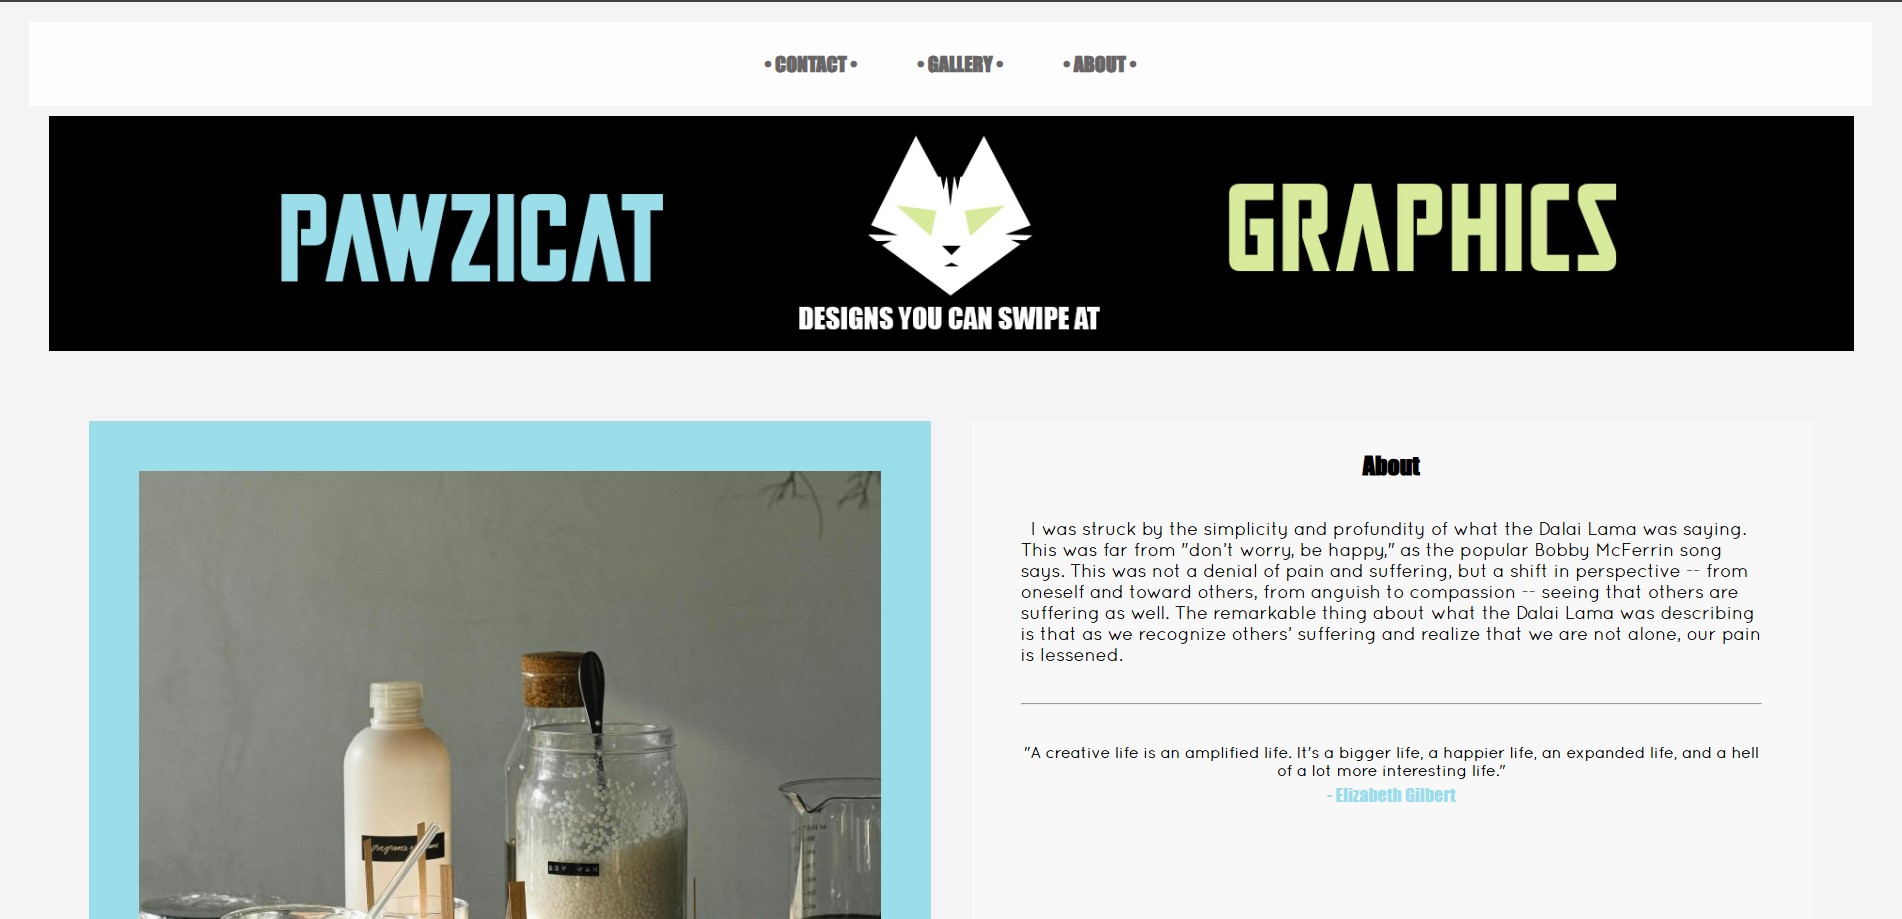 • CONTACT •
• GALLERY •
• ABOUT •
PAWZICAT
GRAPHICS
DESIGNS YOU CAN SWIPE AT
About
I was struck by the simplicity and profundity of what the Dalai Lama was saying.
This was far from "don't worry, be happy," as the popular Bobby McFerrin song
says. This was not a denial of pain and suffering, but a shift in perspective -- from
oneself and toward others, from anguish to compassion -- seeing that others are
suffering as well. The remarkable thing about what the Dalai Lama was describing
is that as we recognize others’ suffering and realize that we are not alone, our pain
is lessened.
"A creative life is an amplified life. It's a bigger life, a happier life, an expanded life, and a hell
of a lot more interesting life."
- Elizabeth Gilbert
SOY WAX